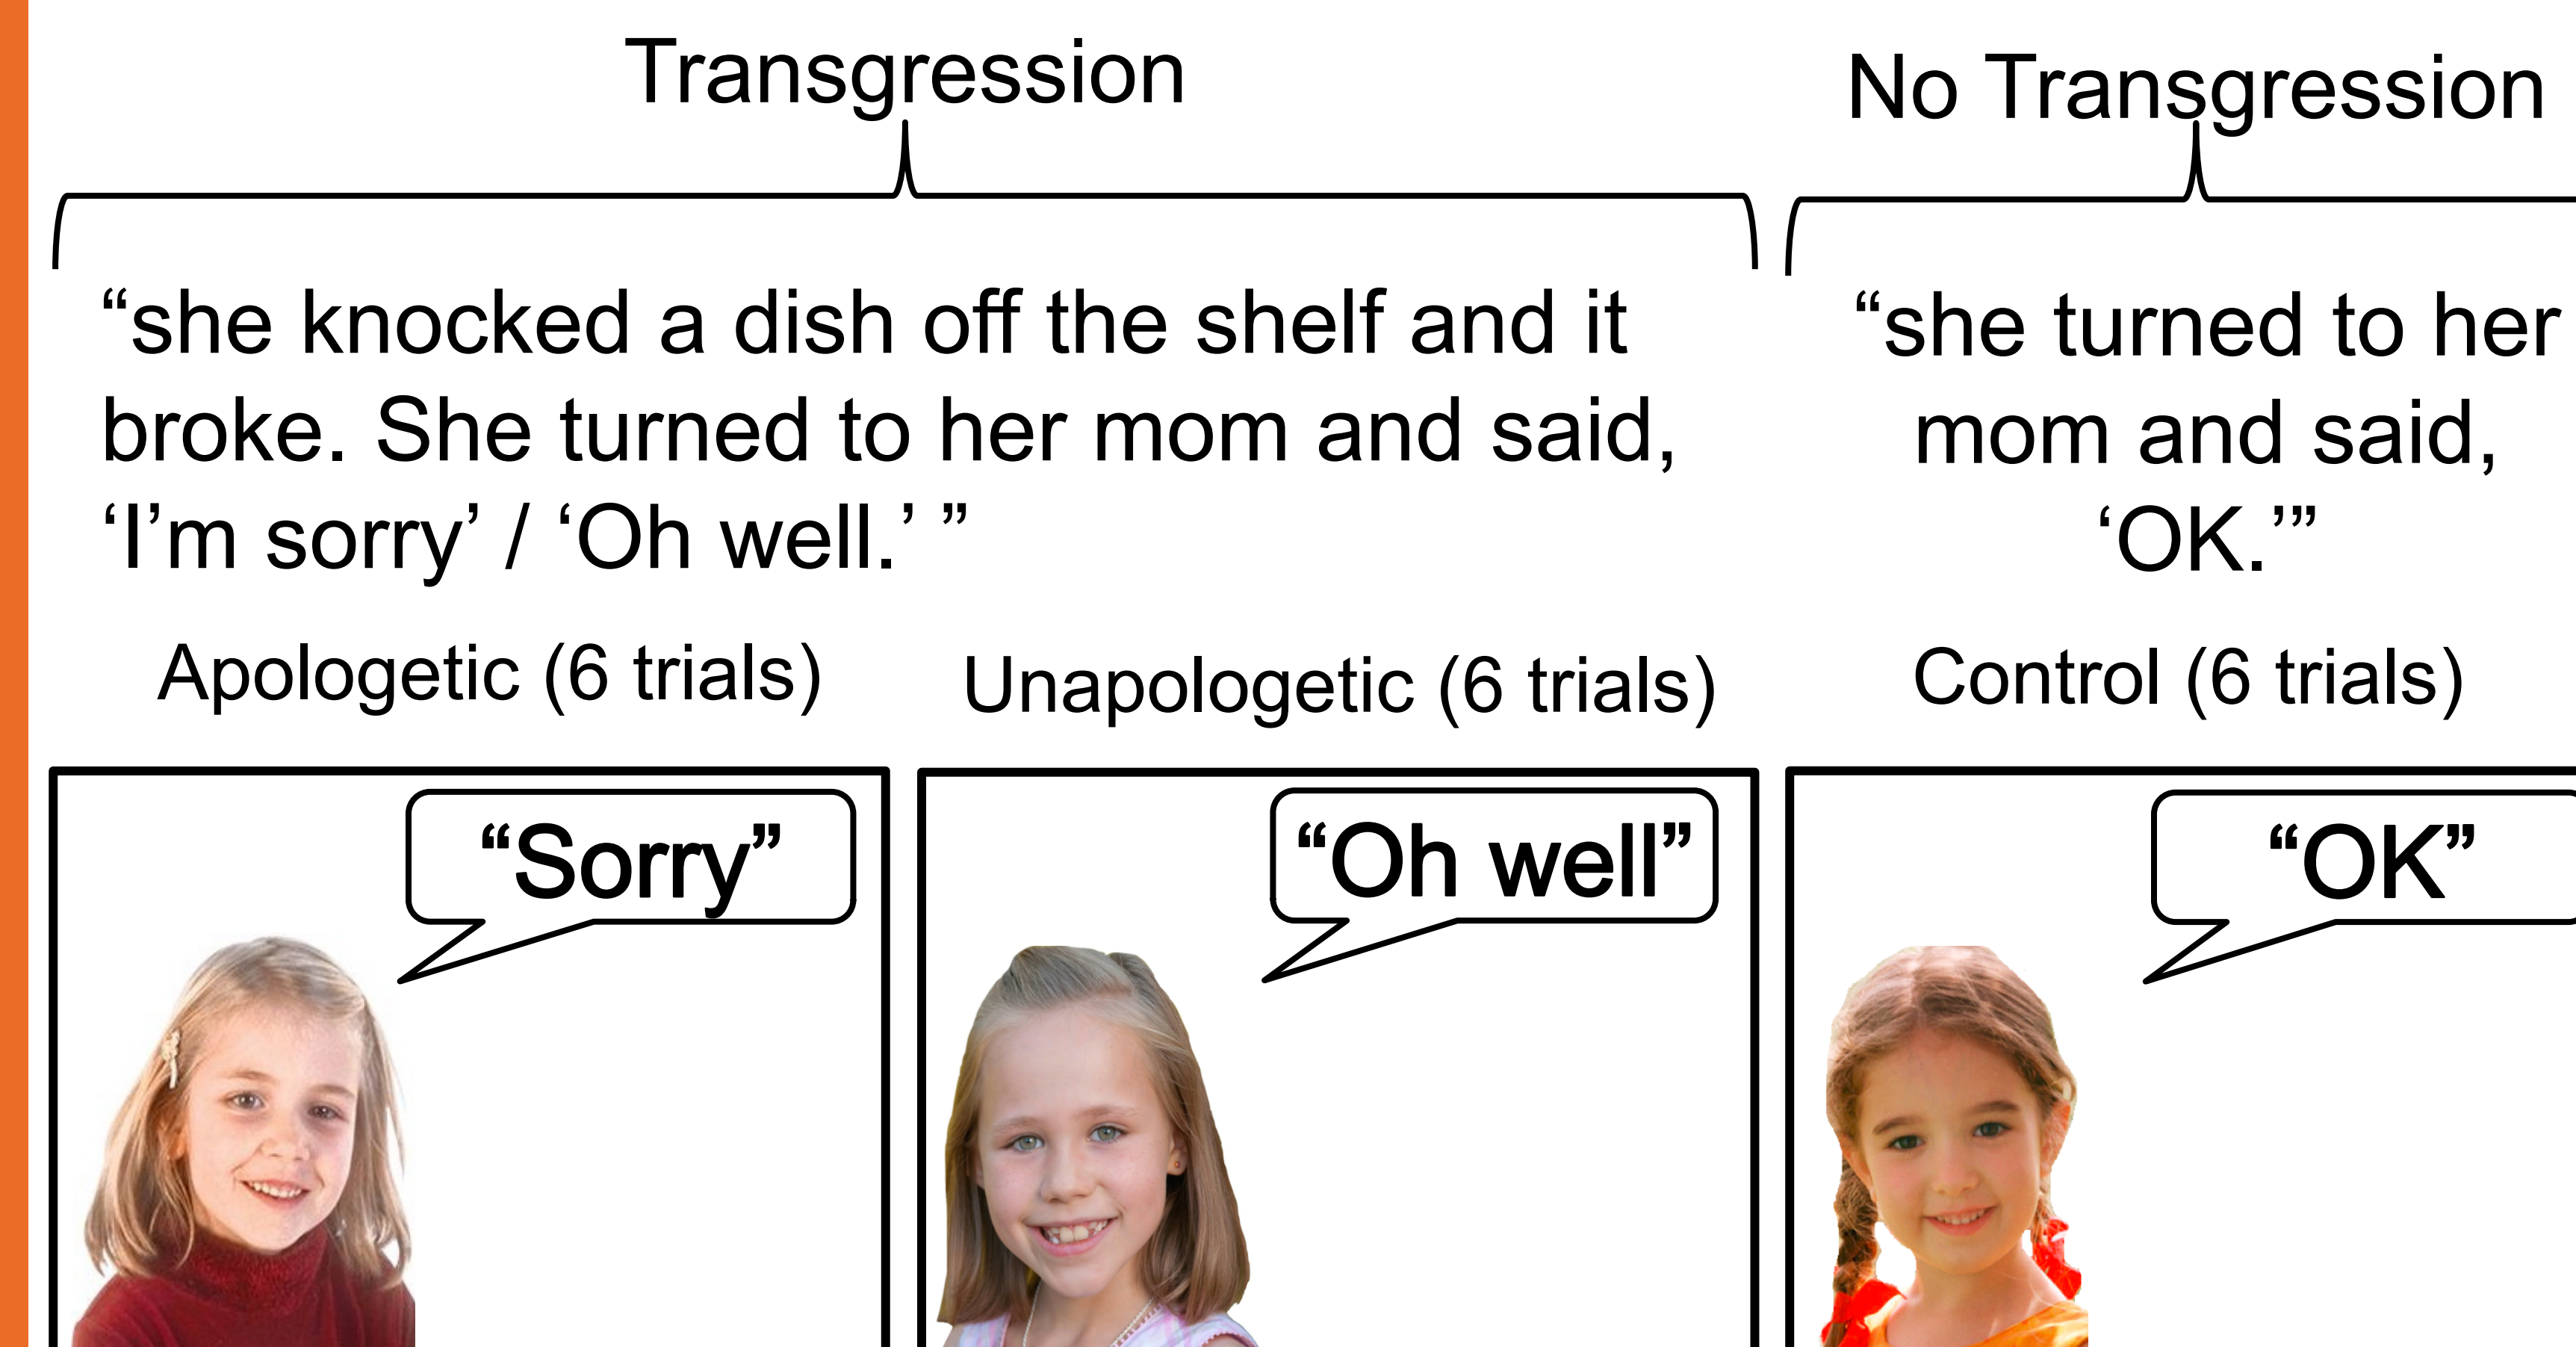 Transgression
No Transgression
“she knocked a dish off the shelf and it
broke. She turned to her mom and said,
‘I’m sorry’ / ‘Oh well.’ ”
“she turned to her
mom and said,
‘OK.’”
Apologetic (6 trials)
Unapologetic (6 trials)
Control (6 trials)
“Sorry”
“Oh well”
“OK”